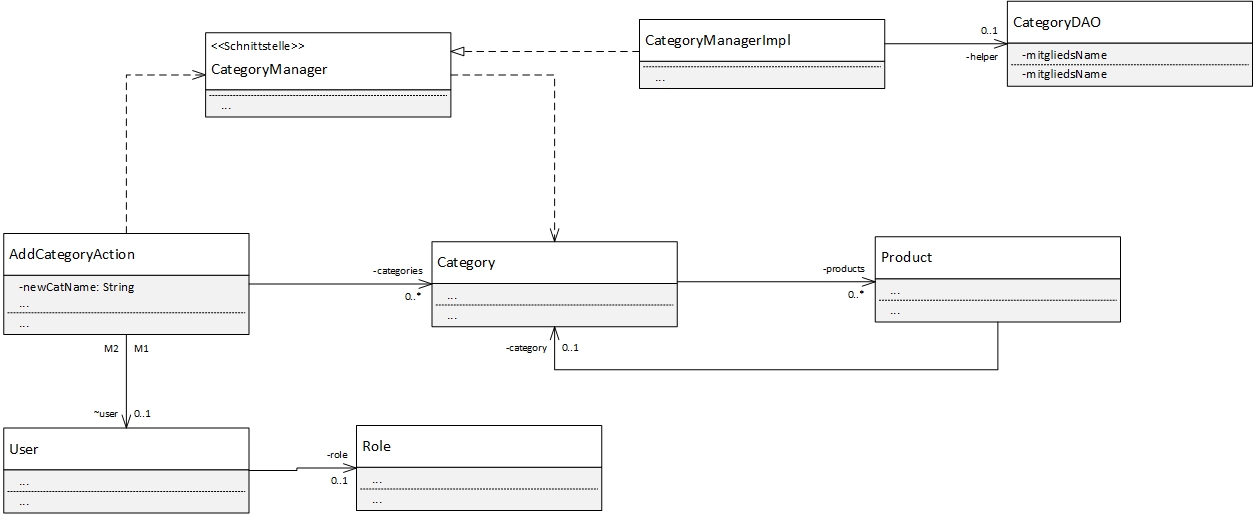 <<Schnittstelle>>
CategoryManager
...
CategoryManagerImpl
...
0..1
-helper
CategoryDAO
-mitgliedsName
-mitgliedsName
AddCategoryAction
-newCatName: String
...
...
-categories
0..*
Category
...
...
-products
0..*
Product
...
...
-category
0..1
M2
M1
~user
0..1
User
...
...
-role
0..1
Role
...
...